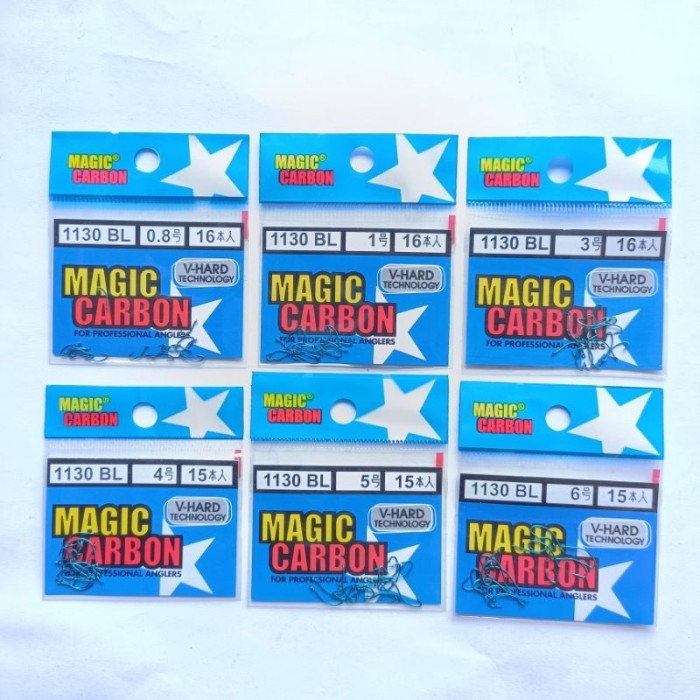 MAGIC®
CARBON
1130 BL 0.8号 16本入
MAGIC
CARBON
V-HARD
TECHNOLOGY
FOR PROFESSIONAL ANGLERS
MAGIC®
CARBON
1130 BL 1号 16本入
MAGIC
CARBON
V-HARD
TECHNOLOGY
FOR PROFESSIONAL ANGLERS
MAGIC®
CARBON
1130 BL 3号 16本入
MAGIC
CARBON
V-HARD
TECHNOLOGY
FOR PROFESSIONAL ANGLERS
MAGIC®
CARBON
1130 BL 4号 15本入
MAGIC
CARBON
V-HARD
TECHNOLOGY
FOR PROFESSIONAL ANGLERS
MAGIC®
CARBON
1130 BL 5号 15本入
MAGIC
CARBON
V-HARD
TECHNOLOGY
FOR PROFESSIONAL ANGLERS
MAGIC®
CARBON
1130 BL 6号 15本入
MAGIC
CARBON
V-HARD
TECHNOLOGY
PROFESSIONAL ANGLERS